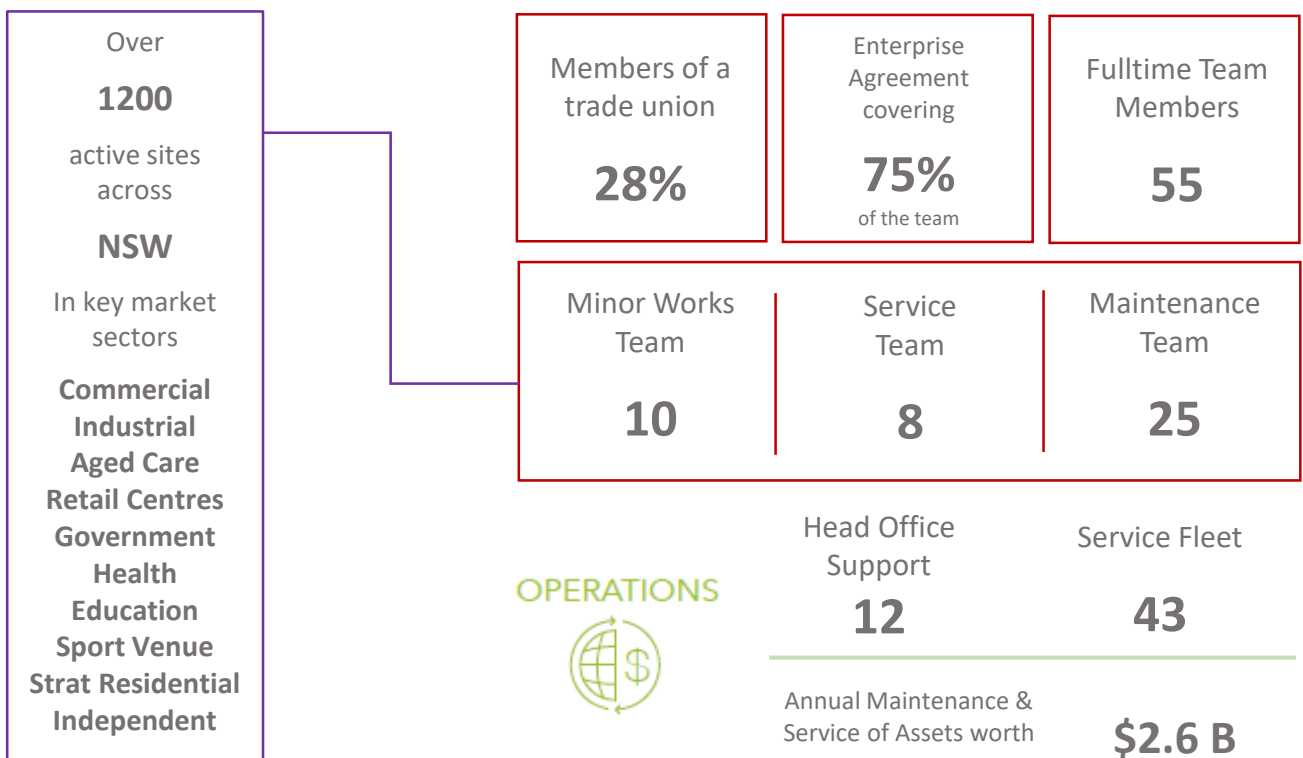 Over
1200
active sites
across
NSW
In key market
sectors
Commercial
Industrial
Aged Care
Retail Centres
Government
Health
Education
Sport Venue
Strat Residential
Independent
Members of a
trade union
28%
Enterprise
Agreement
covering
75%
of the team
Fulltime Team
Members
55
Minor Works
Team
10
Service
Team
8
Maintenance
Team
25
OPERATIONS
$
Head Office
Support
12
Service Fleet
43
Annual Maintenance &
Service of Assets worth
$2.6 B